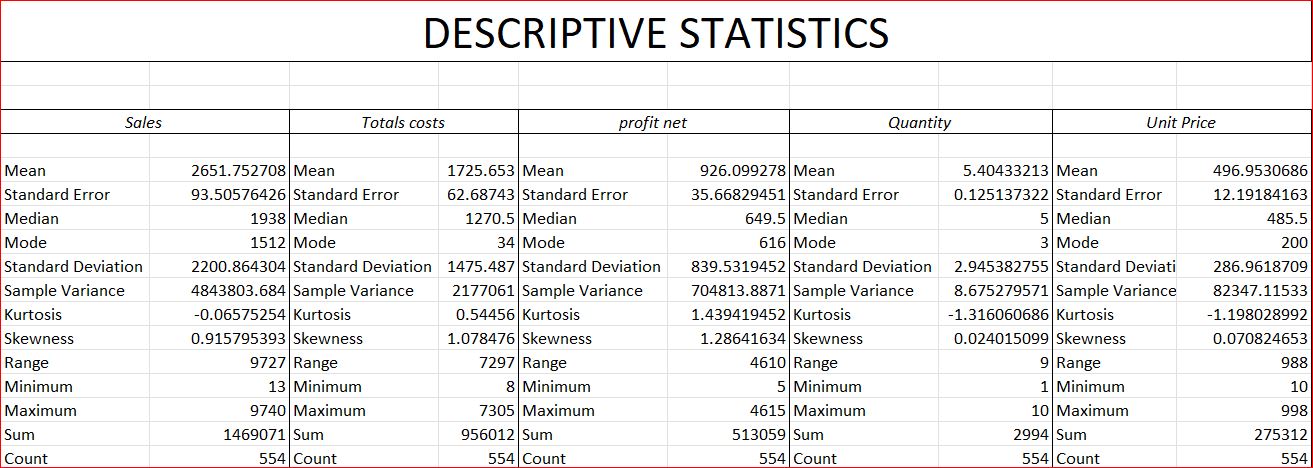 DESCRIPTIVE STATISTICS
Sales Totals costs profit net Quantity Unit Price
Mean 2651.752708 Mean 1725.653 Mean 926.099278 Mean 5.40433213 Mean 496.9530686
Standard Error 93.50576426 Standard Error 62.68743 Standard Error 35.66829451 Standard Error 0.125137322 Standard Error 12.19184163
Median 1938 Median 1270.5 Median 649.5 Median 5 Median 485.5
Mode 1512 Mode 34 Mode 616 Mode 3 Mode 200
Standard Deviation 2200.864304 Standard Deviation 1475.487 Standard Deviation 839.5319452 Standard Deviation 2.945382755 Standard Deviati 286.9618709
Sample Variance 4843803.684 Sample Variance 2177061 Sample Variance 704813.8871 Sample Variance 8.675279571 Sample Variance 82347.11533
Kurtosis -0.06575254 Kurtosis 0.54456 Kurtosis 1.439419452 Kurtosis -1.316060686 Kurtosis -1.198028992
Skewness 0.915795393 Skewness 1.078476 Skewness 1.28641634 Skewness 0.024015099 Skewness 0.070824653
Range 9727 Range 7297 Range 4610 Range 9 Range 988
Minimum 13 Minimum 8 Minimum 5 Minimum 1 Minimum 10
Maximum 9740 Maximum 7305 Maximum 4615 Maximum 10 Maximum 998
Sum 1469071 Sum 956012 Sum 513059 Sum 2994 Sum 275312
Count 554 Count 554 Count 554 Count 554 Count 554